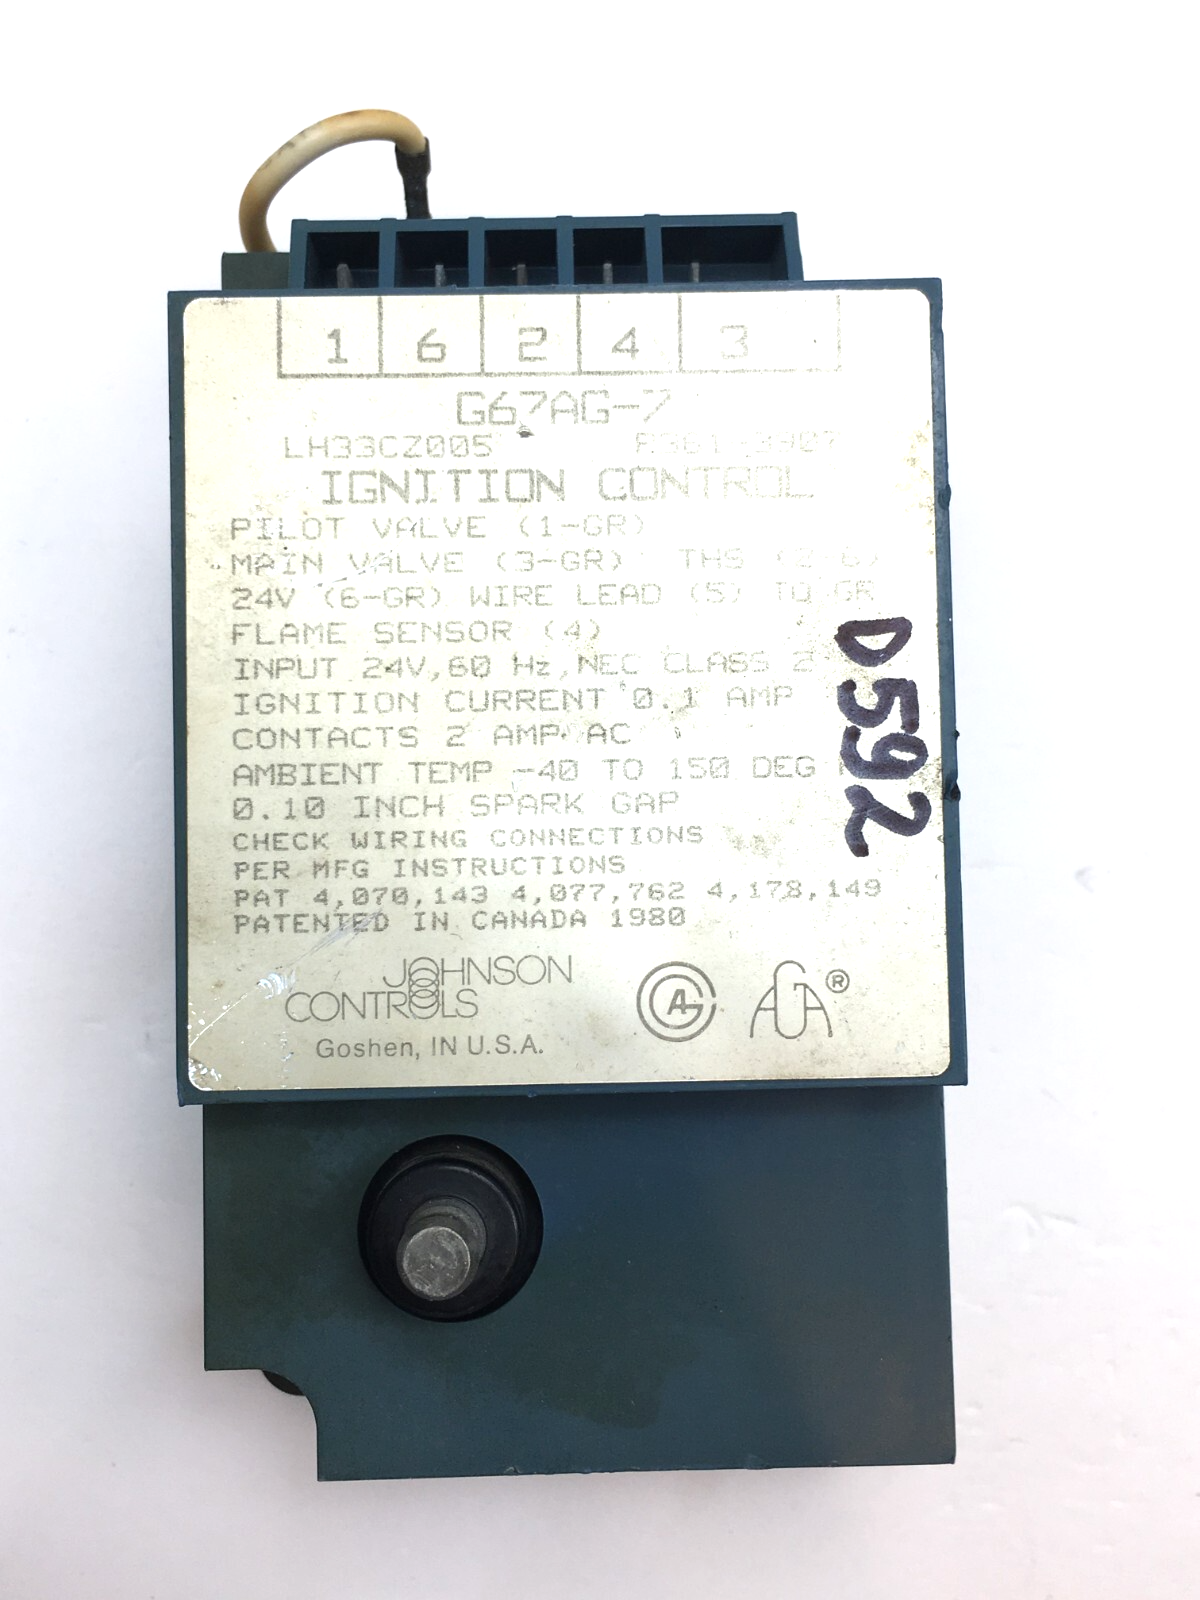 1 6 2 4 3
G67AG-7
LH33CZ005
IGNITION CONTROL
PILOT VALVE (1-GR)
MAIN VALVE (3-GR) THS (2-6)
24V (6-GR) WIRE LEAD (5) TO GR
FLAME SENSOR (4)
INPUT 24V, 60 Hz, NEC CLASS 2
IGNITION CURRENT 0.1 AMP
CONTACTS 2 AMP AC
AMBIENT TEMP -40 TO 150 DEG
0.10 INCH SPARK GAP
CHECK WIRING CONNECTIONS
PER MFG INSTRUCTIONS
PAT 4,070,143 4,077,762 4,178,149
PATENTED IN CANADA 1980
D592
JOHNSON
CONTROLS
Goshen, IN U.S.A.
AGA ®